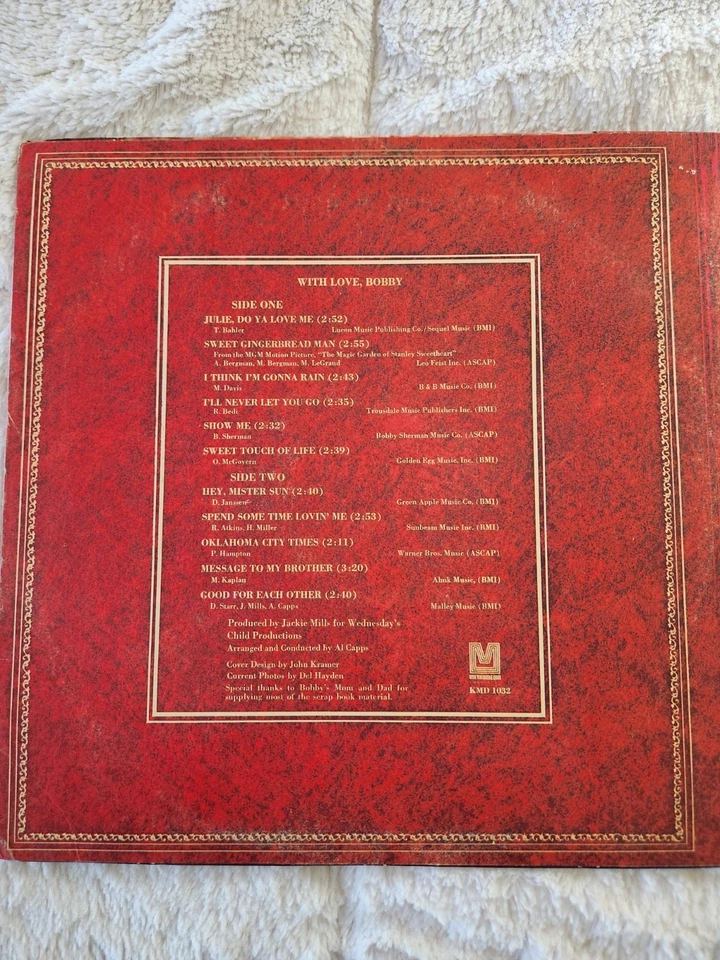 WITH LOVE, BOBBY
SIDE ONE
JULIE, DO YA LOVE ME (2:52)
T. Bahler Lucon Music Publishing Co./Sequel Music (BMI)
SWEET GINGERBREAD MAN (2:55)
From the MGM Motion Picture, "The Magic Garden of Stanley Sweetheart"
A. Bergman, M. Bergman, M. LeGrand Leo Feist Inc. (ASCAP)
I THINK I'M GONNA RAIN (2:43)
M. Davis B & B Music Co. (BMI)
I'LL NEVER LET YOU GO (2:35)
R. Bedi Trousdale Music Publishers Inc. (BMI)
SHOW ME (2:32)
B. Sherman Bobby Sherman Music Co. (ASCAP)
SWEET TOUCH OF LIFE (2:39)
O. McGovern Golden Egg Music, Inc. (BMI)
SIDE TWO
HEY, MISTER SUN (2:40)
D. Janssen Green Apple Music Co. (BMI)
SPEND SOME TIME LOVIN' ME (2:53)
R. Atkins, H. Miller Sunbeam Music Inc. (BMI)
OKLAHOMA CITY TIMES (2:11)
P. Hampton Warner Bros. Music (ASCAP)
MESSAGE TO MY BROTHER (3:20)
M. Kaplan Ahnk Music, (BMI)
GOOD FOR EACH OTHER (2:40)
D. Starr, J. Mills, A. Capps Malley Music (BMI)
Produced by Jackie Mills for Wednesday's
Child Productions
Arranged and Conducted by Al Capps
Cover Design by John Kramer
Current Photos by Del Hayden
Special thanks to Bobby's Mom and Dad for
supplying most of the scrap book material.
M
KMD 1032